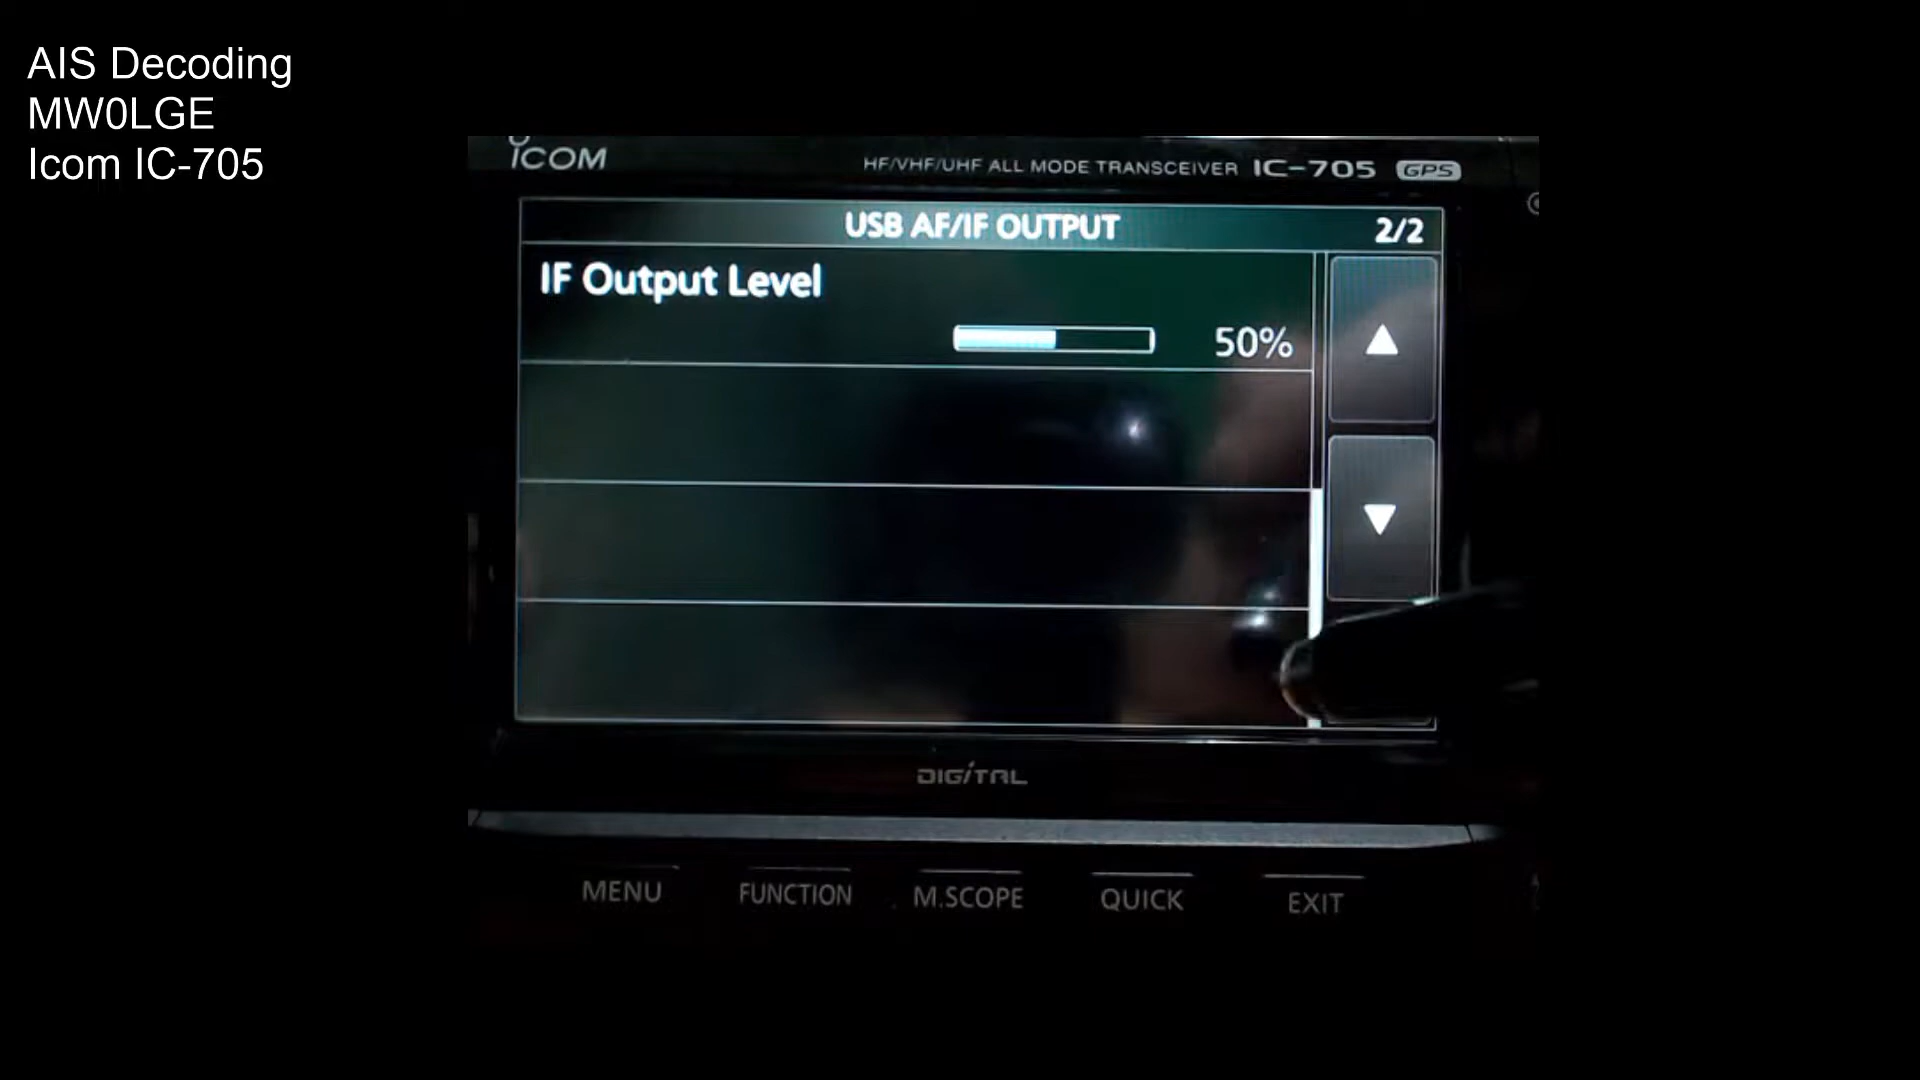 AIS Decoding
MW0LGE
Icom IC-705
ICOM
HF/VHF/UHF ALL MODE TRANSCEIVER IC-705 GPS
USB AF/IF OUTPUT 2/2
IF Output Level
50%
DIGITAL
MENU FUNCTION M.SCOPE QUICK EXIT